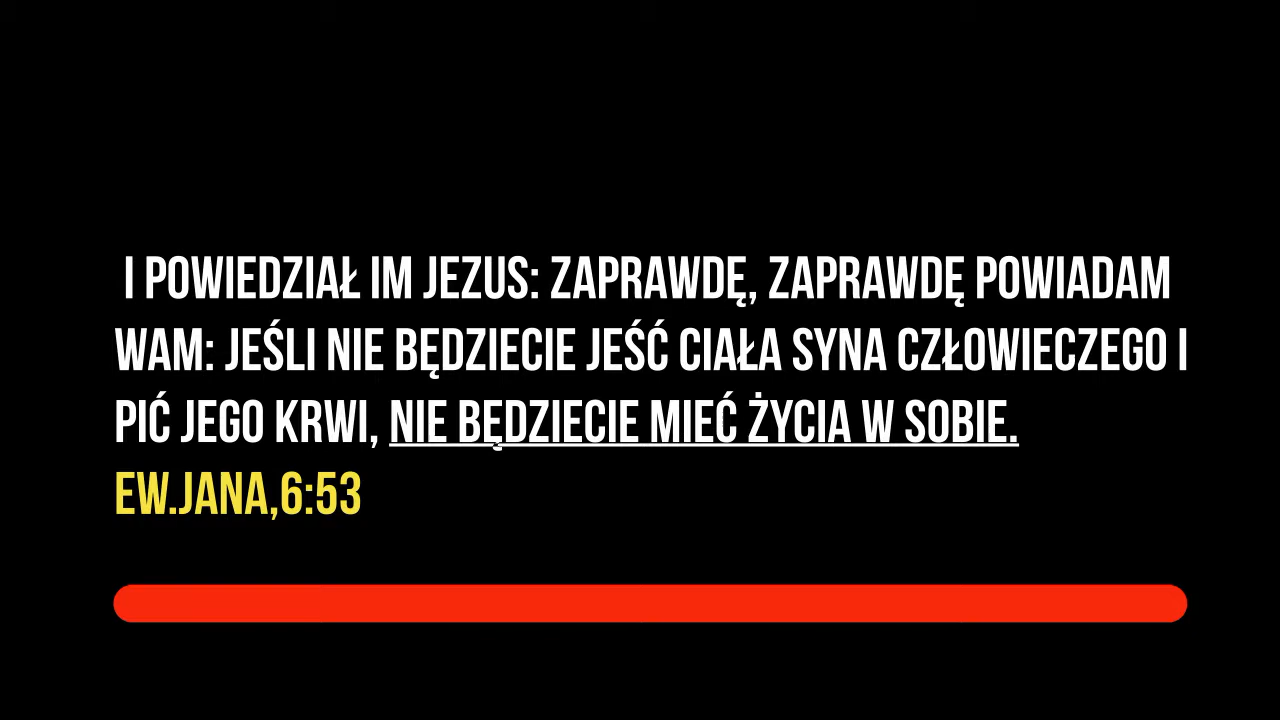 I POWIEDZIAŁ IM JEZUS: ZAPRAWDĘ, ZAPRAWDĘ POWIADAM
WAM: JEŚLI NIE BĘDZIECIE JEŚĆ CIAŁA SYNA CZŁOWIECZEGO I
PIĆ JEGO KRWI, NIE BĘDZIECIE MIEĆ ŻYCIA W SOBIE.
EW.JANA,6:53